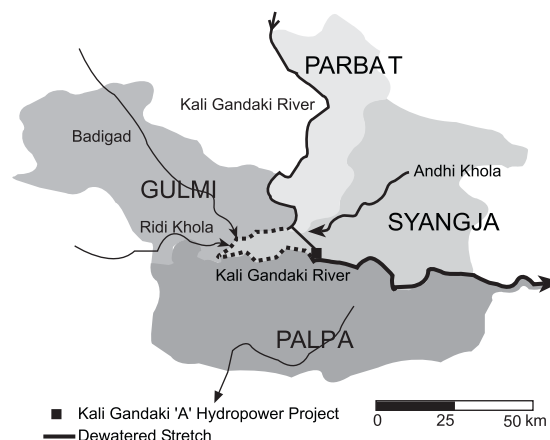 PARBAT
Kali Gandaki River
Badigad
Andhi Khola
GULMI
SYANGJA
Ridi Khola
Kali Gandaki River
PALPA
Kali Gandaki 'A' Hydropower Project
Dewatered Stretch
0 25 50 km